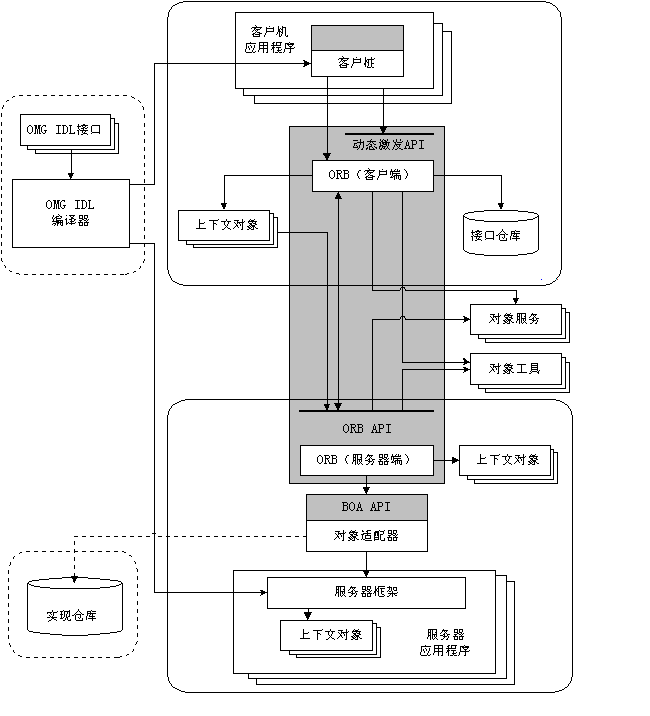 客户机
应用程序
客户桩
OMG IDL接口
OMG IDL
编译器
动态激发API
ORB（客户端）
上下文对象
接口仓库
对象服务
对象工具
ORB API
ORB（服务器端）
上下文对象
BOA API
对象适配器
实现仓库
服务器框架
上下文对象
服务器
应用程序